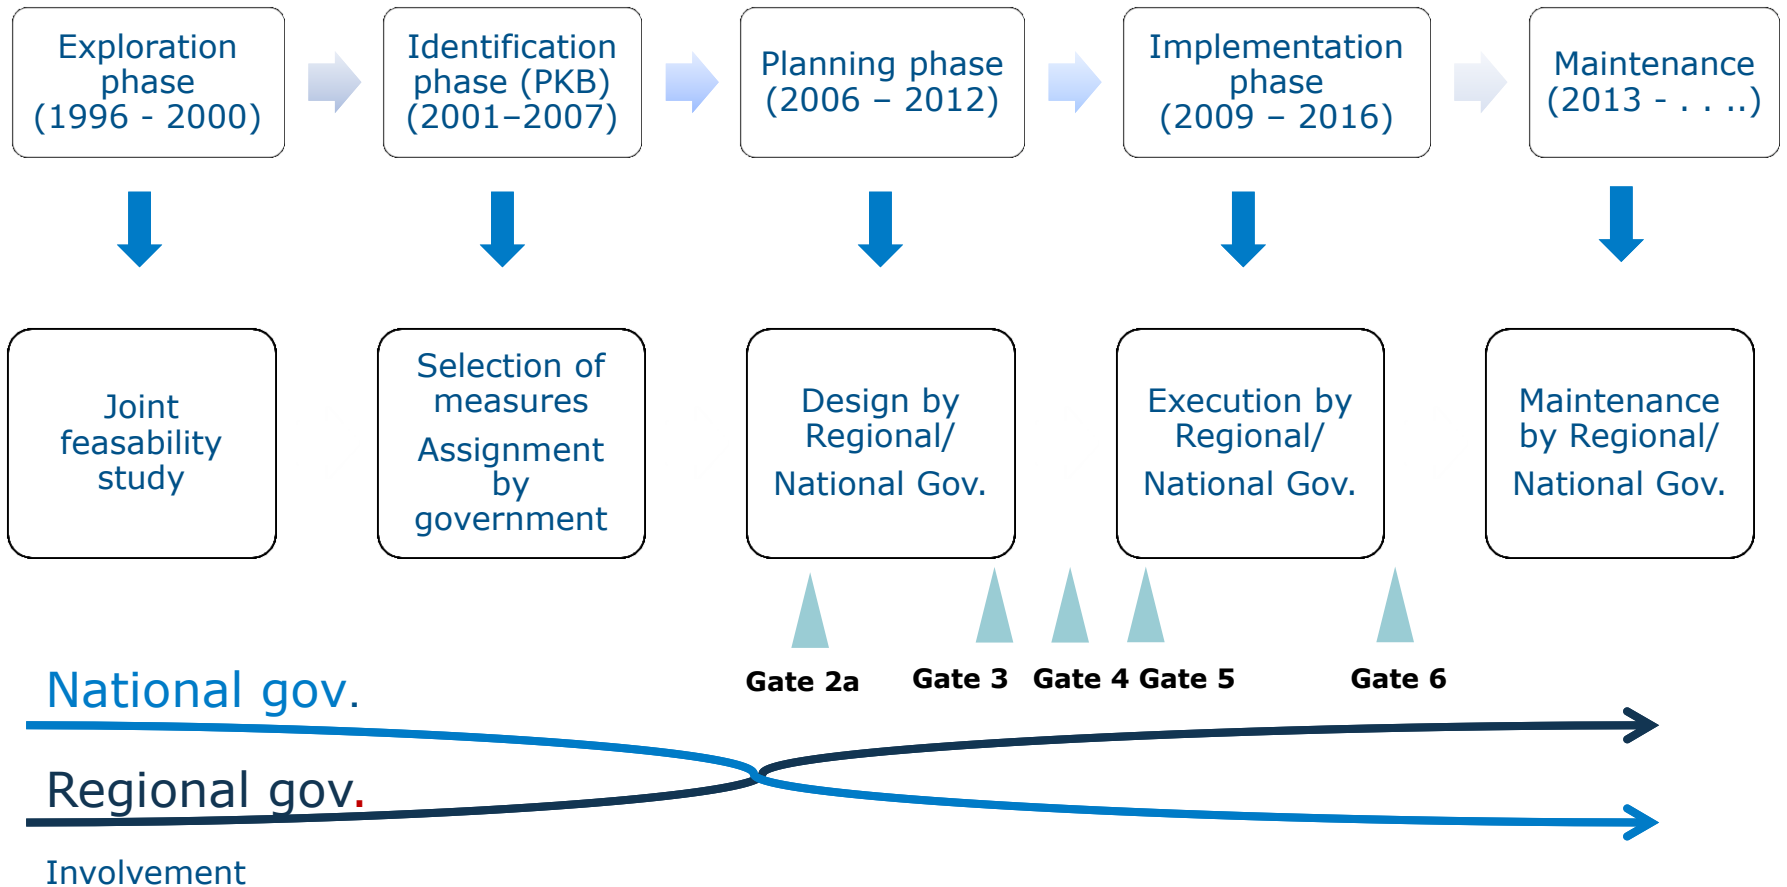 Exploration
phase
(1996 - 2000)
Identification
phase (PKB)
(2001–2007)
Planning phase
(2006 – 2012)
Implementation
phase
(2009 – 2016)
Maintenance
(2013 - . . ..)
Joint
feasability
study
Selection of
measures
Assignment
by
government
Design by
Regional/
National Gov.
Execution by
Regional/
National Gov.
Maintenance
by Regional/
National Gov.
Gate 2a
Gate 3
Gate 4
Gate 5
Gate 6
National gov.
Regional gov.
Involvement